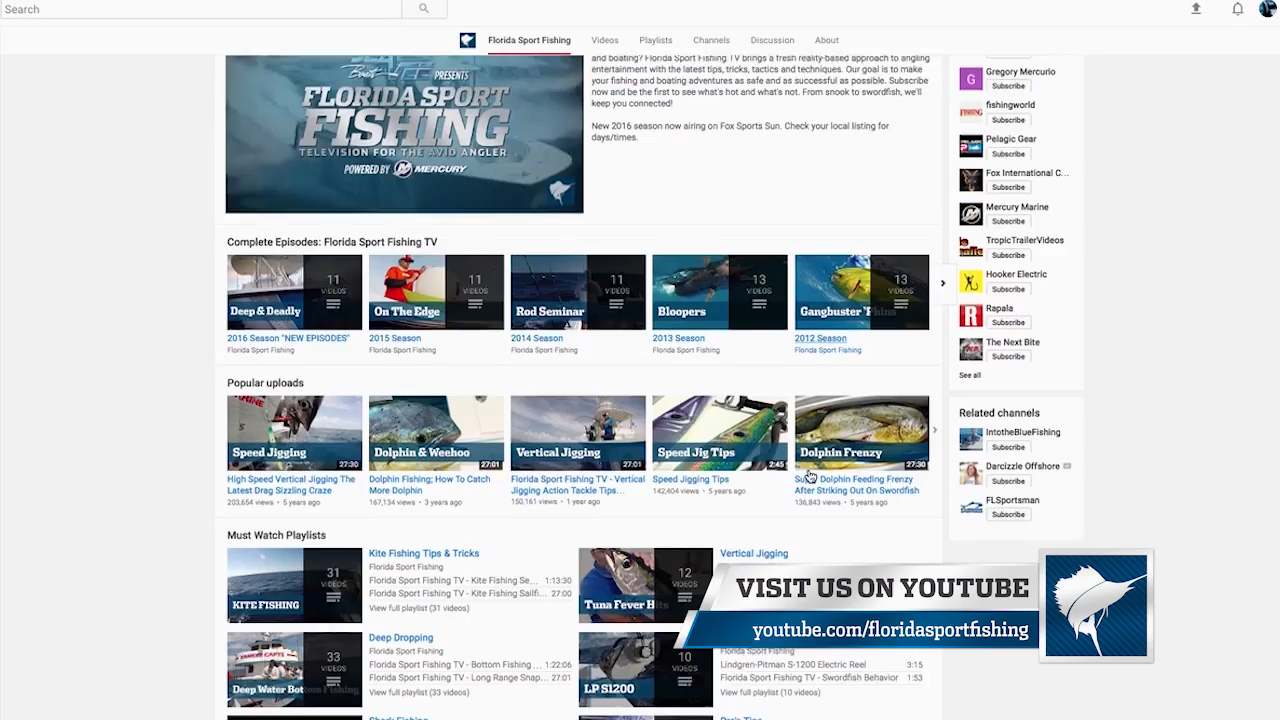 Search
Florida Sport Fishing
Videos
Playlists
Channels
Discussion
About
PRESENTS
FLORIDA SPORT
FISHING
TELEVISION FOR THE AVID ANGLER
POWERED BY MERCURY
and boating? Florida Sport Fishing TV brings a fresh reality-based approach to angling
entertainment with the latest tips, tricks, tactics and techniques. Our goal is to make
your fishing and boating adventures as safe and as successful as possible. Subscribe
now and be the first to see what's hot and what's not. From snook to swordfish, we'll
keep you connected!
New 2016 season now airing on Fox Sports Sun. Check your local listing for
days/times.
Complete Episodes: Florida Sport Fishing TV
11
VIDEOS
Deep & Deadly
2016 Season "NEW EPISODES"
Florida Sport Fishing
11
VIDEOS
On The Edge
2015 Season
Florida Sport Fishing
11
VIDEOS
Rod Seminar
2014 Season
Florida Sport Fishing
13
VIDEOS
Bloopers
2013 Season
Florida Sport Fishing
13
VIDEOS
Gangbuster
2012 Season
Florida Sport Fishing
Popular uploads
Speed Jigging
27:30
High Speed Vertical Jigging The
Latest Drag Sizzling Craze
203,654 views • 5 years ago
Dolphin & Weehoo
27:01
Dolphin Fishing; How To Catch
More Dolphin
167,134 views • 3 years ago
Vertical Jigging
27:01
Florida Sport Fishing TV - Vertical
Jigging Action Tackle Tips...
150,161 views • 1 year ago
Speed Jig Tips
2:45
Speed Jigging Tips
142,404 views • 5 years ago
Dolphin Frenzy
27:30
Dolphin Feeding Frenzy
After Striking Out On Swordfish
136,843 views • 5 years ago
Must Watch Playlists
31
VIDEOS
KITE FISHING
Kite Fishing Tips & Tricks
Florida Sport Fishing
Florida Sport Fishing TV - Kite Fishing Se... 1:13:30
Florida Sport Fishing TV - Kite Fishing Sailfi... 27:00
View full playlist (31 videos)
12
VIDEOS
Tuna Fever Hits
Vertical Jigging
33
VIDEOS
Deep Water Bottom Fishing
Deep Dropping
Florida Sport Fishing
Florida Sport Fishing TV - Bottom Fishing ... 1:22:06
Florida Sport Fishing TV - Long Range Snap... 27:01
View full playlist (33 videos)
10
VIDEOS
LP S1200
Florida Sport Fishing
Lindgren-Pitman S-1200 Electric Reel 3:15
Florida Sport Fishing TV - Swordfish Behavior 1:53
View full playlist (10 videos)
Gregory Mercurio
Subscribe
fishingworld
Subscribe
Pelagic Gear
Subscribe
Fox International C...
Subscribe
Mercury Marine
Subscribe
TropicTrailerVideos
Subscribe
Hooker Electric
Subscribe
Rapala
Subscribe
The Next Bite
Subscribe
See all
Related channels
IntotheBlueFishing
Subscribe
Darcizzle Offshore
Subscribe
FLSportsman
Subscribe
VISIT US ON YOUTUBE
youtube.com/floridasportfishing